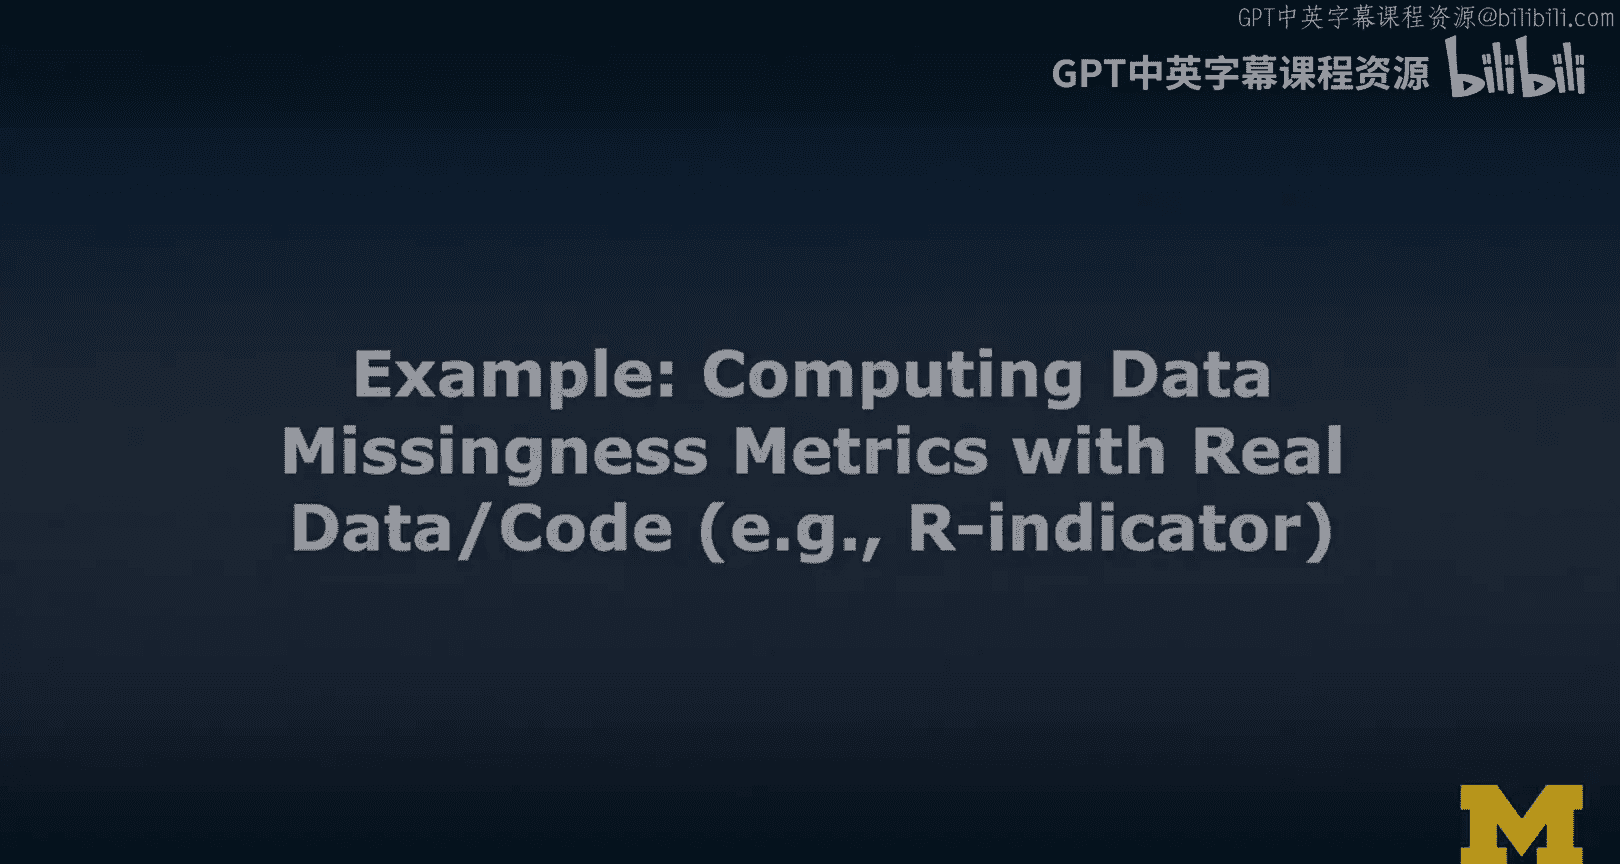 GPT中英字幕课程资源@bilibili.com
GPT中英字幕课程资源 bilibili
Example: Computing Data
Missingness Metrics with Real
Data/Code (e.g., R-indicator)
M